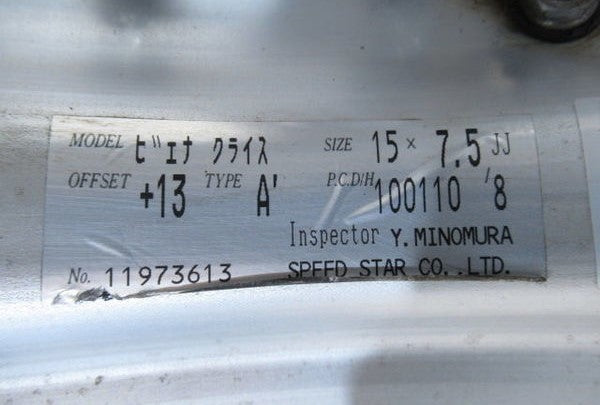 MODEL ビエナ クライス SIZE 15× 7.5 JJ
OFFSET +13 TYPE A' P.C.D/H 100110 /8
Inspector Y. MINOMURA
No. 11973613 SPEED STAR CO.,LTD.